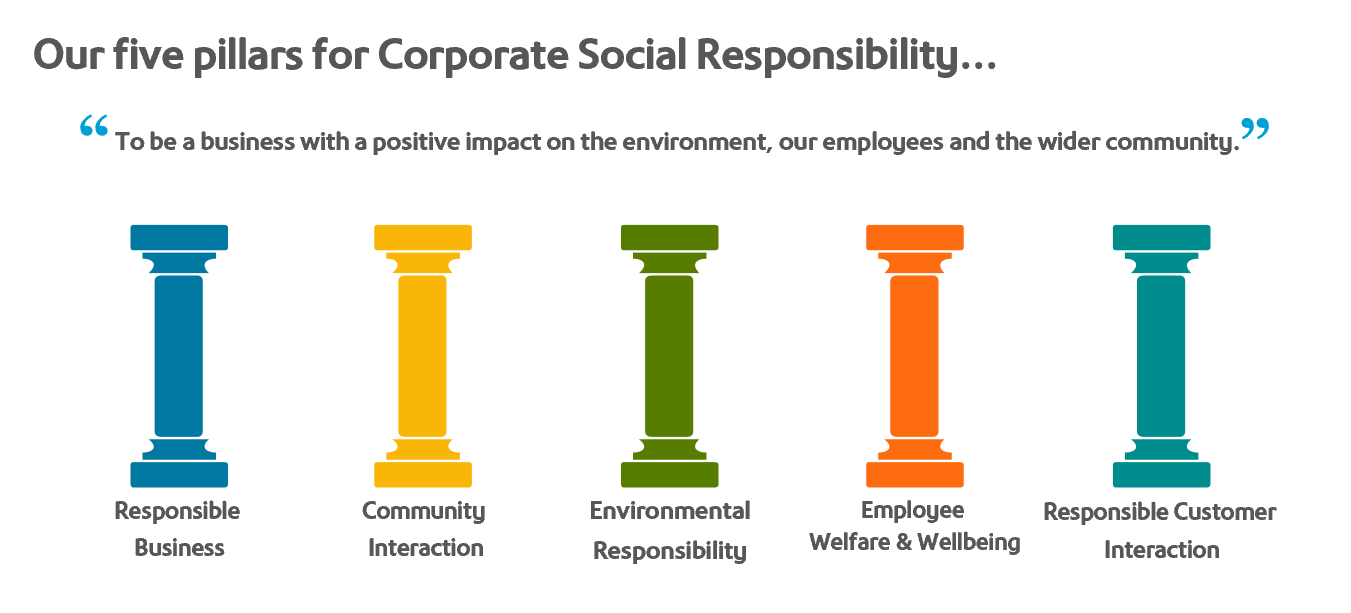 Our five pillars for Corporate Social Responsibility...
“ To be a business with a positive impact on the environment, our employees and the wider community.”
Responsible
Business
Community
Interaction
Environmental
Responsibility
Employee
Welfare & Wellbeing
Responsible Customer
Interaction